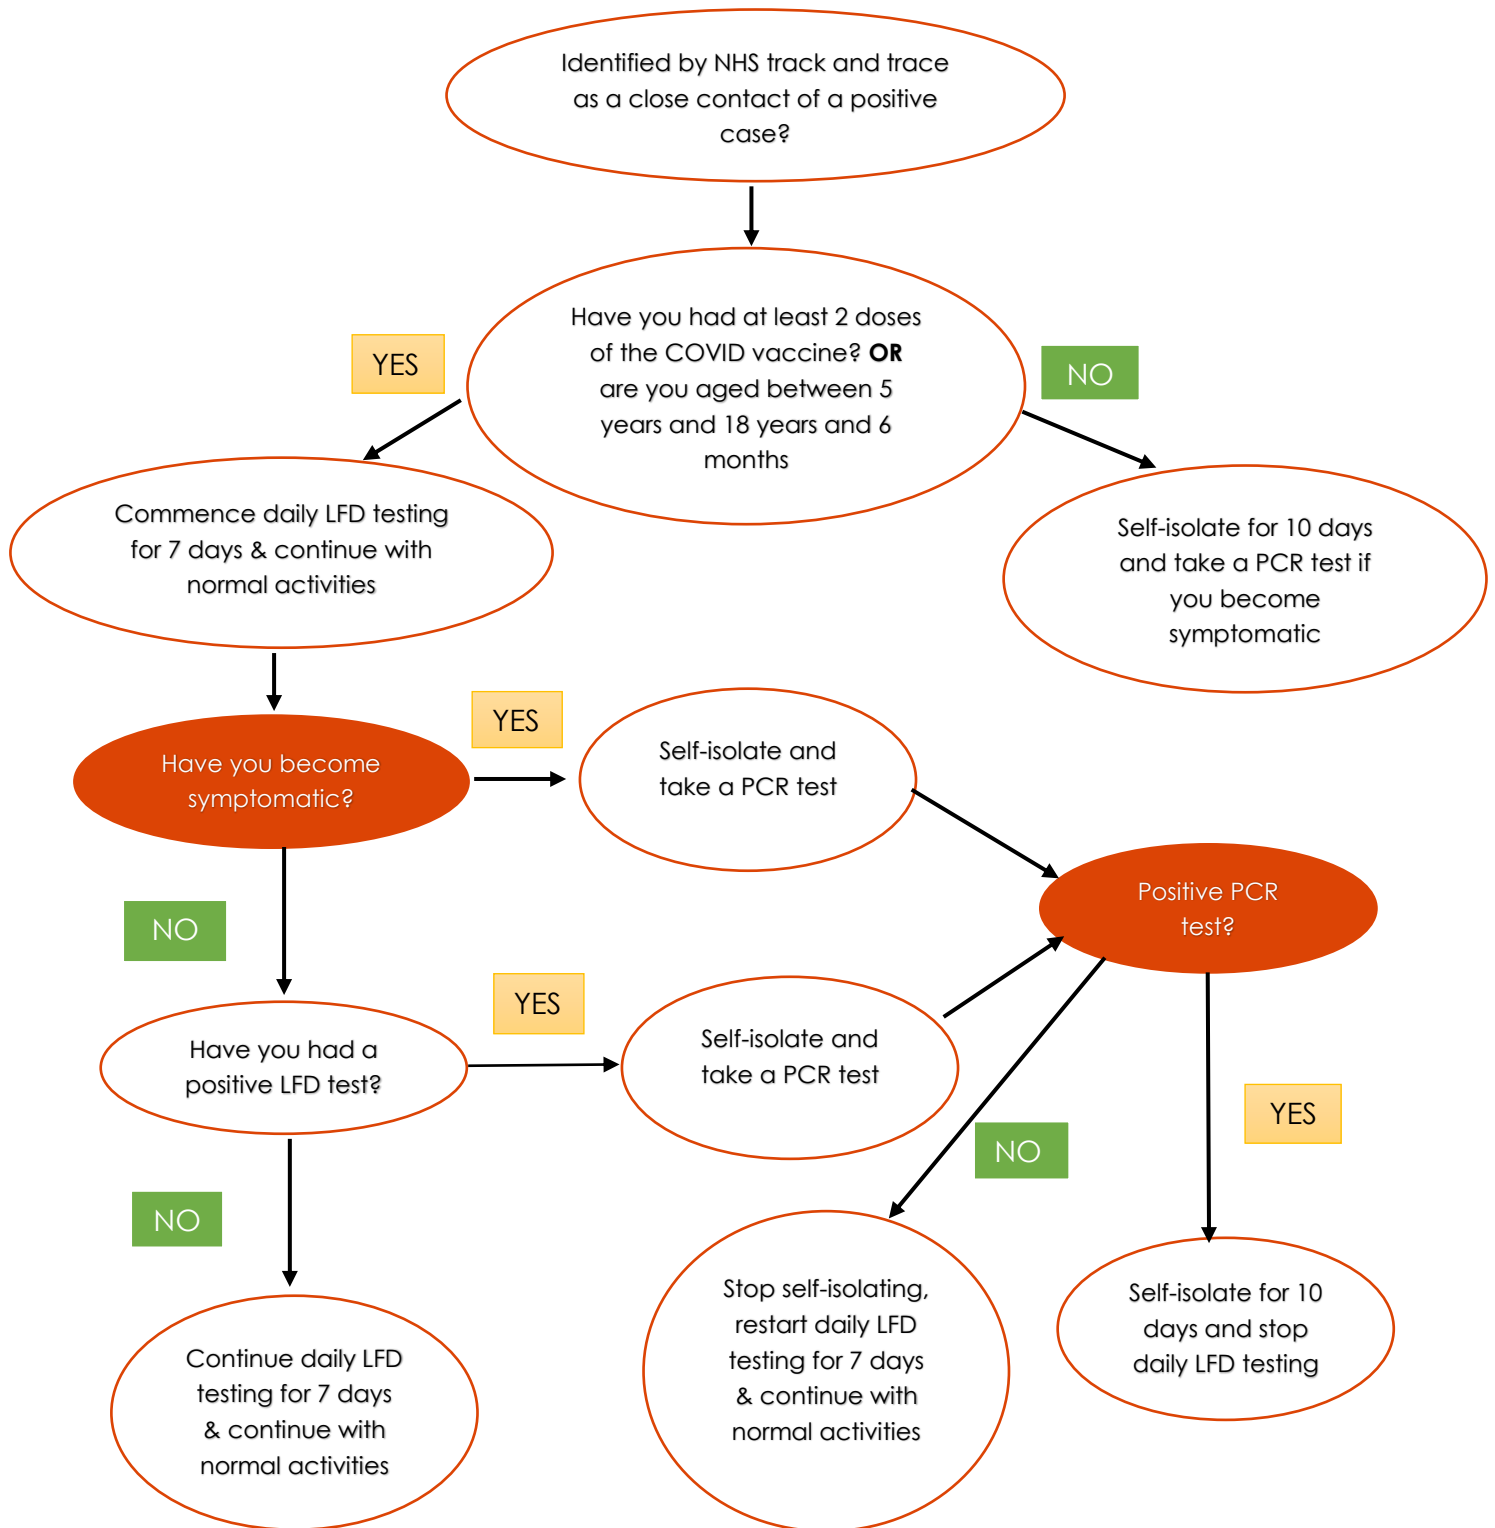 Identified by NHS track and trace
as a close contact of a positive
case?
Have you had at least 2 doses
of the COVID vaccine? OR
are you aged between 5
years and 18 years and 6
months
YES
NO
Commence daily LFD testing
for 7 days & continue with
normal activities
Self-isolate for 10 days
and take a PCR test if
you become
symptomatic
Have you become
symptomatic?
YES
Self-isolate and
take a PCR test
Positive PCR
test?
NO
Have you had a
positive LFD test?
YES
Self-isolate and
take a PCR test
NO
YES
NO
Continue daily LFD
testing for 7 days
& continue with
normal activities
Stop self-isolating,
restart daily LFD
testing for 7 days
& continue with
normal activities
Self-isolate for 10
days and stop
daily LFD testing